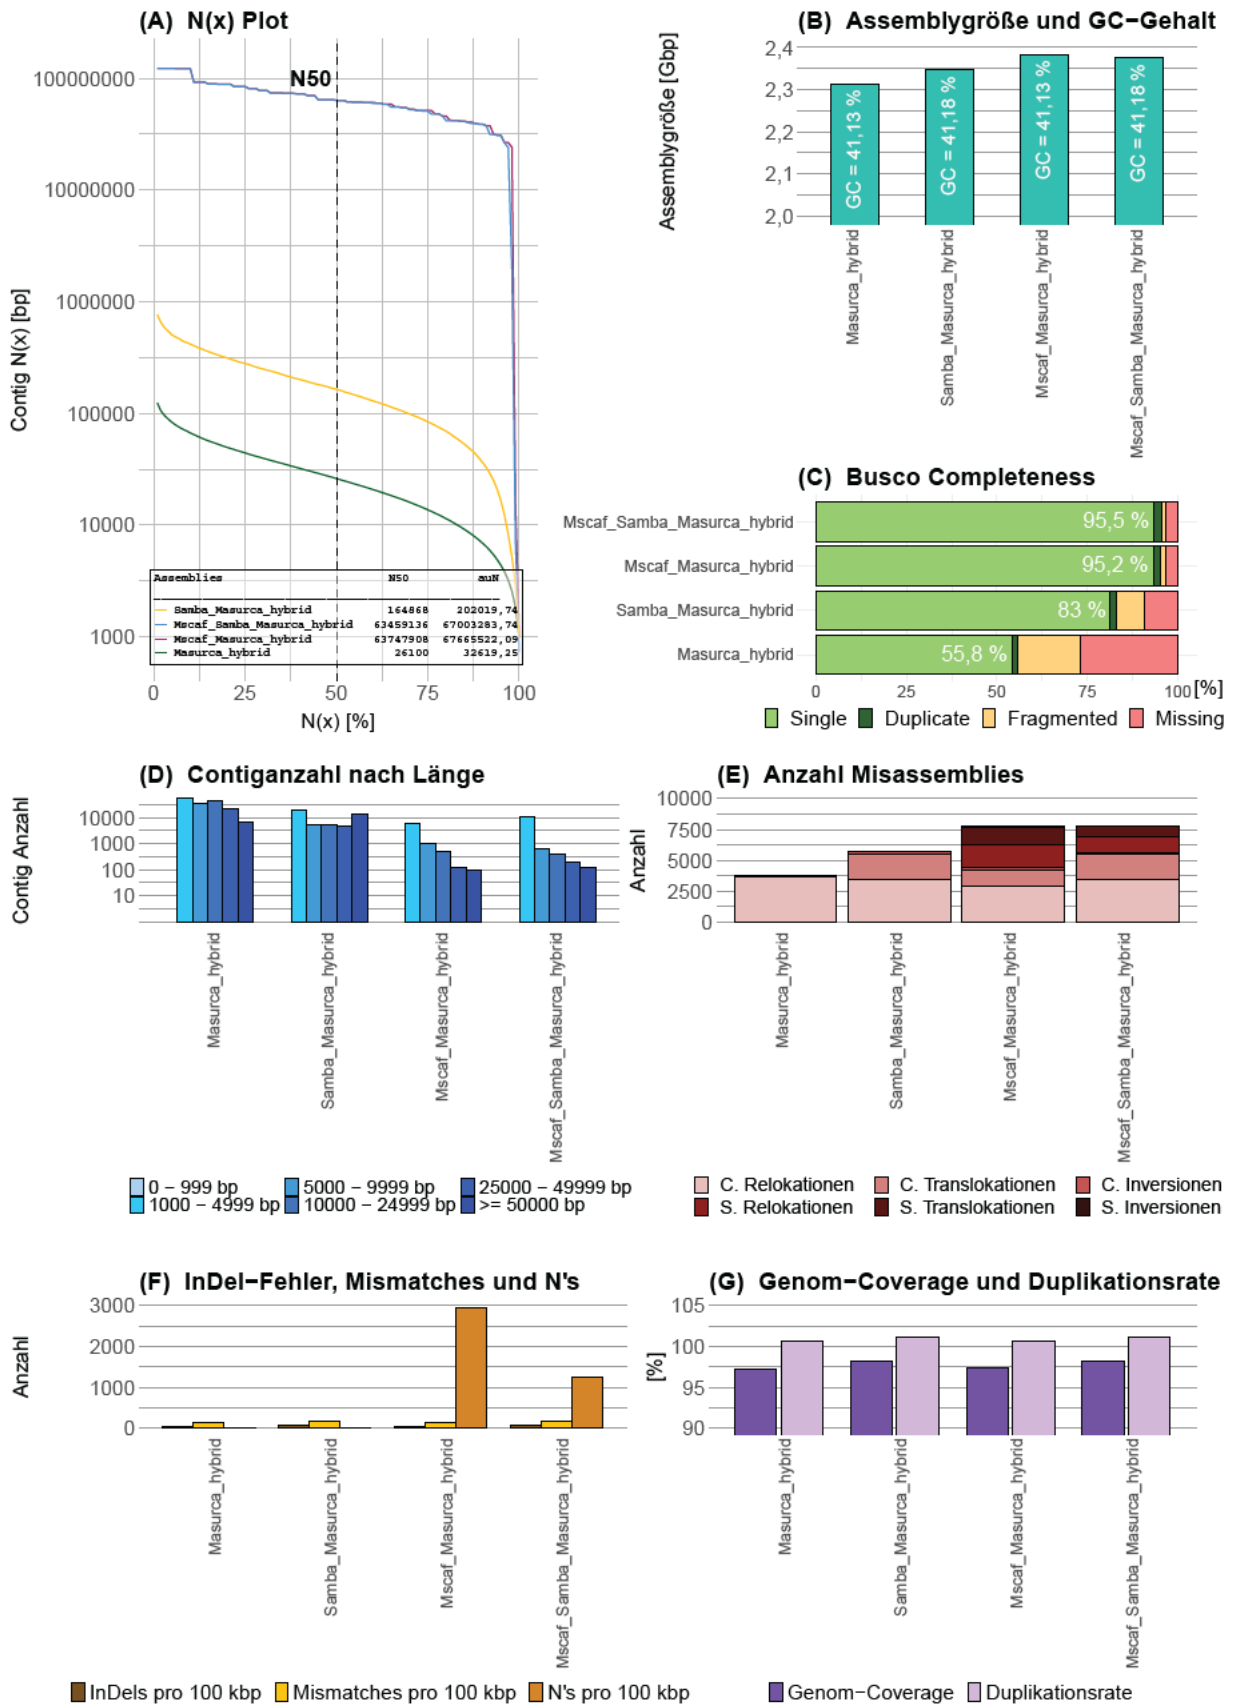 (A) N(x) Plot
N50
100000000
10000000
1000000
100000
10000
1000
Contig N(x) [bp]
Assemblies N50 auN
Samba_Masurca_hybrid 164868 202019,74
Mscaf_Samba_Masurca_hybrid 63459136 67003283,74
Mscaf_Masurca_hybrid 63747908 67665522,09
Masurca_hybrid 26100 32619,25
0 25 50 75 100
N(x) [%]
(B) Assemblygröße und GC−Gehalt
Assemblygröße [Gbp]
2,4
2,3
2,2
2,1
2,0
GC = 41,13 %
GC = 41,18 %
GC = 41,13 %
GC = 41,18 %
Masurca_hybrid
Samba_Masurca_hybrid
Mscaf_Masurca_hybrid
Mscaf_Samba_Masurca_hybrid
(C) Busco Completeness
Mscaf_Samba_Masurca_hybrid 95,5 %
Mscaf_Masurca_hybrid 95,2 %
Samba_Masurca_hybrid 83 %
Masurca_hybrid 55,8 %
0 25 50 75 100 [%]
Single Duplicate Fragmented Missing
(D) Contiganzahl nach Länge
Contig Anzahl
10000
1000
100
10
Masurca_hybrid
Samba_Masurca_hybrid
Mscaf_Masurca_hybrid
Mscaf_Samba_Masurca_hybrid
0 − 999 bp 5000 − 9999 bp 25000 − 49999 bp
1000 − 4999 bp 10000 − 24999 bp >= 50000 bp
(E) Anzahl Misassemblies
Anzahl
10000
7500
5000
2500
0
Masurca_hybrid
Samba_Masurca_hybrid
Mscaf_Masurca_hybrid
Mscaf_Samba_Masurca_hybrid
C. Relokationen C. Translokationen C. Inversionen
S. Relokationen S. Translokationen S. Inversionen
(F) InDel−Fehler, Mismatches und N's
Anzahl
3000
2000
1000
0
Masurca_hybrid
Samba_Masurca_hybrid
Mscaf_Masurca_hybrid
Mscaf_Samba_Masurca_hybrid
InDels pro 100 kbp Mismatches pro 100 kbp N's pro 100 kbp
(G) Genom−Coverage und Duplikationsrate
[%]
105
100
95
90
Masurca_hybrid
Samba_Masurca_hybrid
Mscaf_Masurca_hybrid
Mscaf_Samba_Masurca_hybrid
Genom−Coverage Duplikationsrate